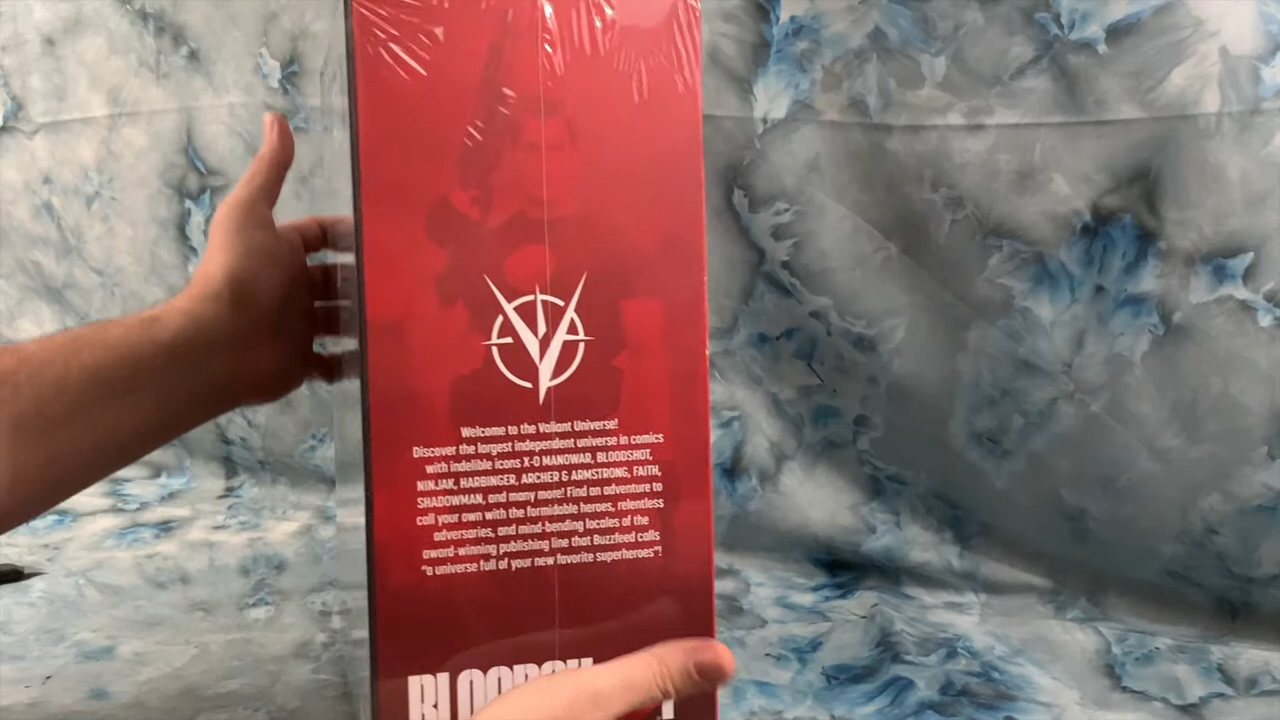 Welcome to the Valiant Universe!
Discover the largest independent universe in comics
with indelible icons X-O MANOWAR, BLOODSHOT,
NINJAK, HARBINGER, ARCHER & ARMSTRONG, FAITH,
SHADOWMAN, and many more! Find an adventure to
call your own with the formidable heroes, relentless
adversaries, and mind-bending locales of the
award-winning publishing line that Buzzfeed calls
"a universe full of your new favorite superheroes"!